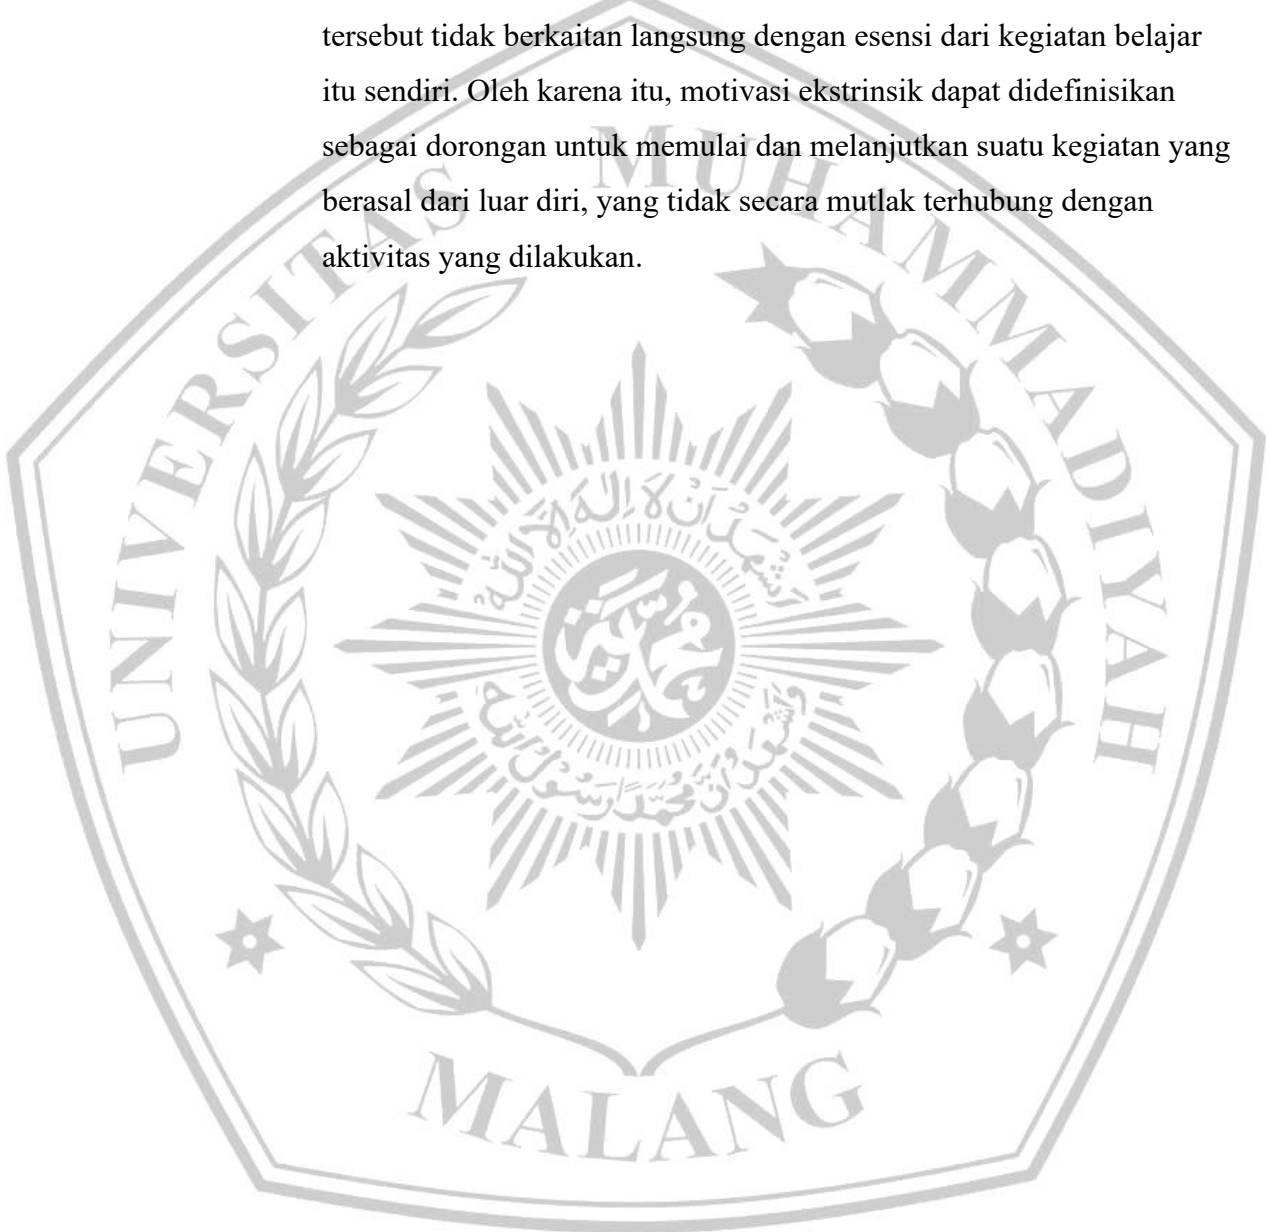 tersebut tidak berkaitan langsung dengan esensi dari kegiatan belajar
itu sendiri. Oleh karena itu, motivasi ekstrinsik dapat didefinisikan
sebagai dorongan untuk memulai dan melanjutkan suatu kegiatan yang
berasal dari luar diri, yang tidak secara mutlak terhubung dengan
aktivitas yang dilakukan.
UNIVERSITAS MUHAMMADIYAH
MALANG